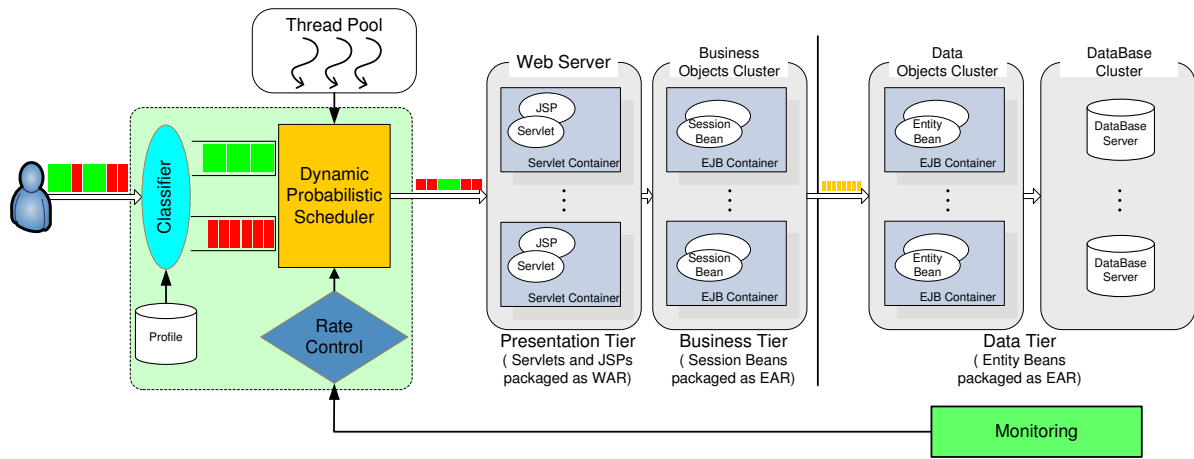 Thread Pool
Classifier
Dynamic
Probabilistic
Scheduler
Profile
Rate
Control
Web Server
JSP
Servlet
Servlet Container
JSP
Servlet
Servlet Container
Presentation Tier
( Servlets and JSPs
packaged as WAR)
Business
Objects Cluster
Session
Bean
EJB Container
Session
Bean
EJB Container
Business Tier
( Session Beans
packaged as EAR)
Data
Objects Cluster
Entity
Bean
EJB Container
Entity
Bean
EJB Container
DataBase
Cluster
DataBase
Server
DataBase
Server
Data Tier
( Entity Beans
packaged as EAR)
Monitoring